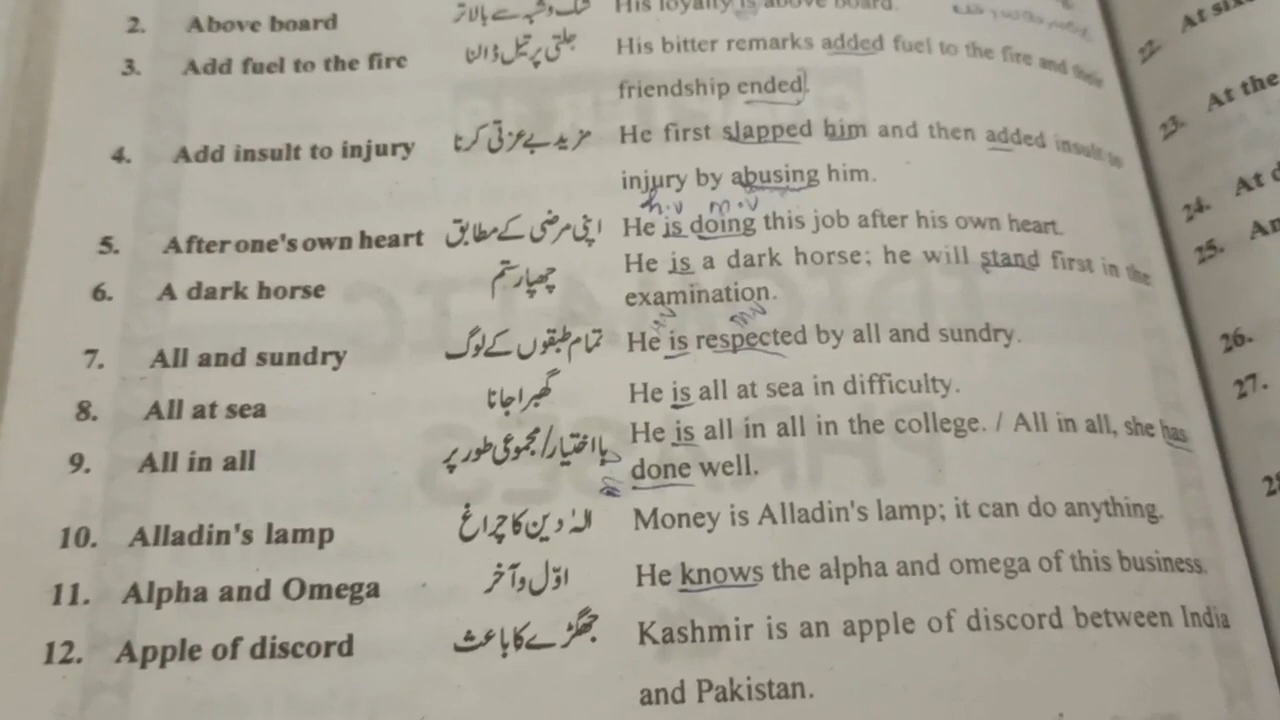 2. Above board شک و شبہ سے بالاتر His loyalty is above board.
3. Add fuel to the fire جلتی پر تیل ڈالنا His bitter remarks added fuel to the fire and their
friendship ended.
4. Add insult to injury مزید بے عزتی کرنا He first slapped him and then added insult to
injury by abusing him.
h.v m.v
5. After one's own heart اپنی مرضی کے مطابق He is doing this job after his own heart.
6. A dark horse چھپا رستم He is a dark horse; he will stand first in the
examination.
7. All and sundry تمام طبقوں کے لوگ He is respected by all and sundry.
8. All at sea گھبرا جانا He is all at sea in difficulty.
9. All in all بااختیار/مجموعی طور پر He is all in all in the college. / All in all, she has
done well.
10. Alladin's lamp الہٰ دین کا چراغ Money is Alladin's lamp; it can do anything.
11. Alpha and Omega اوّل و آخر He knows the alpha and omega of this business.
12. Apple of discord جھگڑے کا باعث Kashmir is an apple of discord between India
and Pakistan.
22. At
23. At the
24. At
25.
26.
27.